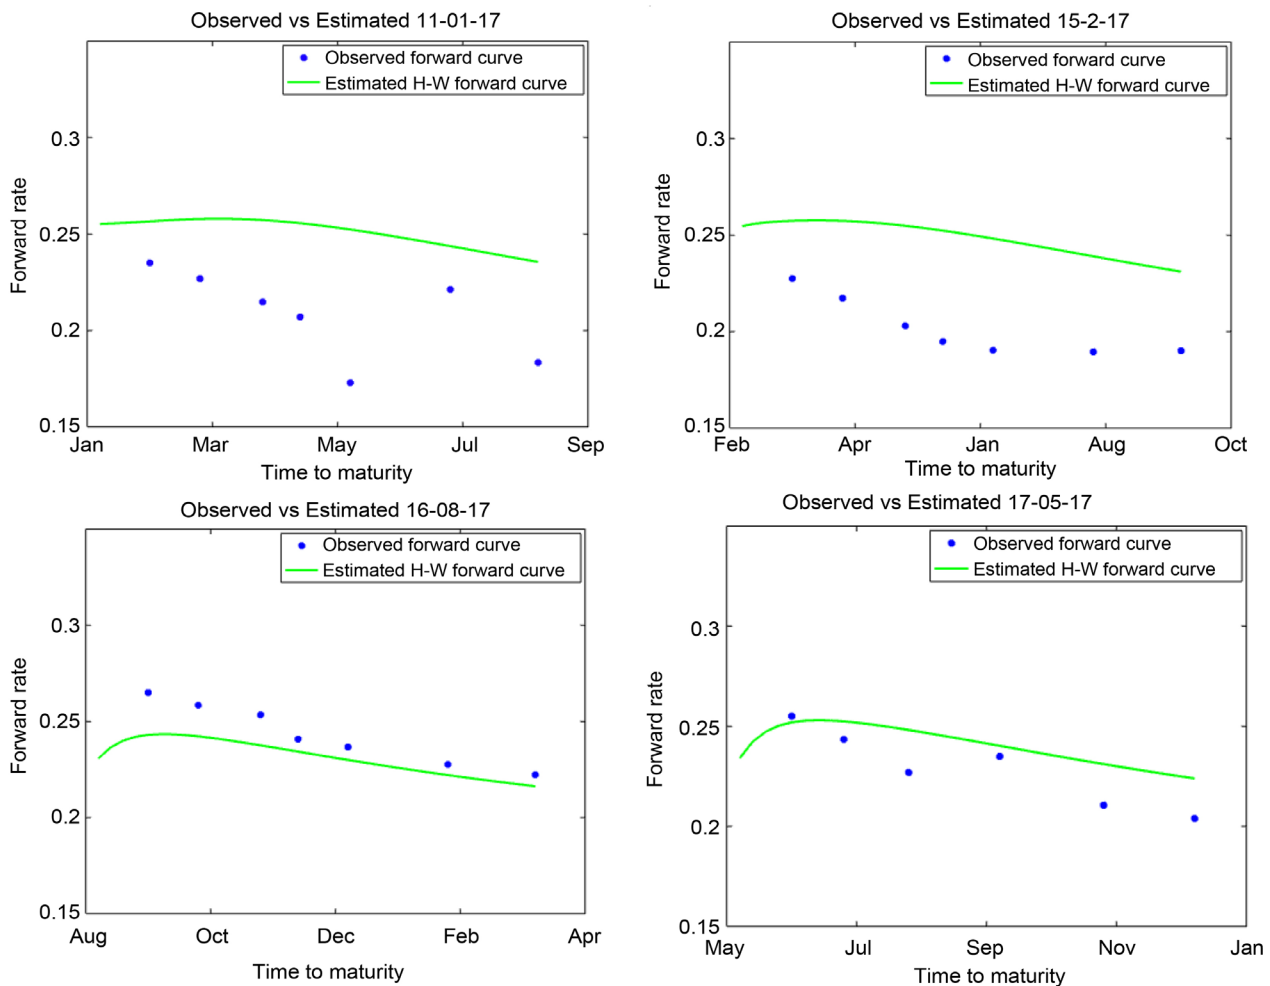 Observed vs Estimated 11-01-17
Observed forward curve
Estimated H-W forward curve
0.3
0.25
0.2
0.15
Forward rate
Jan Mar May Jul Sep
Time to maturity
Observed vs Estimated 15-2-17
Observed forward curve
Estimated H-W forward curve
0.3
0.25
0.2
0.15
Forward rate
Feb Apr Jan Aug Oct
Time to maturity
Observed vs Estimated 16-08-17
Observed forward curve
Estimated H-W forward curve
0.3
0.25
0.2
0.15
Forward rate
Aug Oct Dec Feb Apr
Time to maturity
Observed vs Estimated 17-05-17
Observed forward curve
Estimated H-W forward curve
0.3
0.25
0.2
0.15
Forward rate
May Jul Sep Nov Jan
Time to maturity